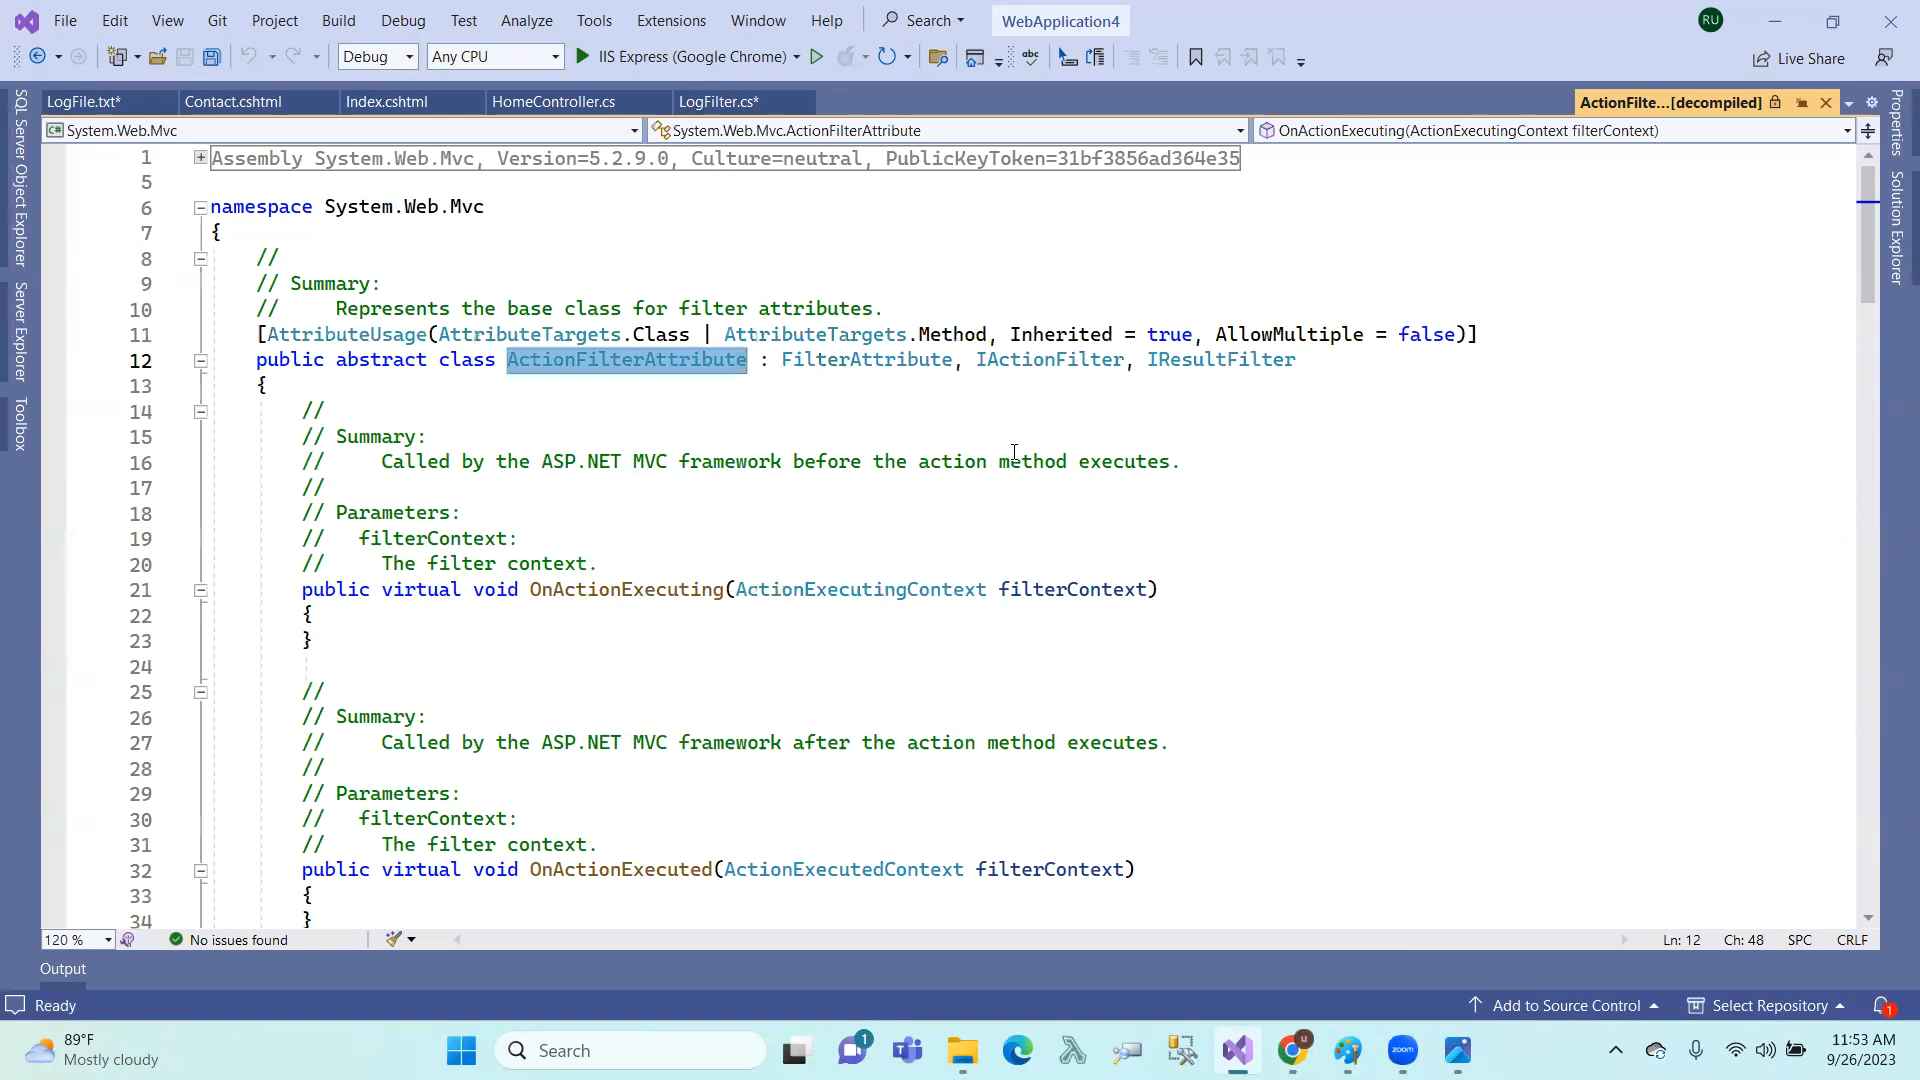 File Edit View Git Project Build Debug Test Analyze Tools Extensions Window Help Search WebApplication4 RU
Debug Any CPU IIS Express (Google Chrome) Live Share
LogFile.txt* Contact.cshtml Index.cshtml HomeController.cs LogFilter.cs* ActionFilte...[decompiled]
System.Web.Mvc System.Web.Mvc.ActionFilterAttribute OnActionExecuting(ActionExecutingContext filterContext)
SQL Server Object Explorer
Server Explorer
Toolbox
Properties
Solution Explorer
1 Assembly System.Web.Mvc, Version=5.2.9.0, Culture=neutral, PublicKeyToken=31bf3856ad364e35
5
6 namespace System.Web.Mvc
7 {
8 //
9 // Summary:
10 // Represents the base class for filter attributes.
11 [AttributeUsage(AttributeTargets.Class | AttributeTargets.Method, Inherited = true, AllowMultiple = false)]
12 public abstract class ActionFilterAttribute : FilterAttribute, IActionFilter, IResultFilter
13 {
14 //
15 // Summary:
16 // Called by the ASP.NET MVC framework before the action method executes.
17 //
18 // Parameters:
19 // filterContext:
20 // The filter context.
21 public virtual void OnActionExecuting(ActionExecutingContext filterContext)
22 {
23 }
24
25 //
26 // Summary:
27 // Called by the ASP.NET MVC framework after the action method executes.
28 //
29 // Parameters:
30 // filterContext:
31 // The filter context.
32 public virtual void OnActionExecuted(ActionExecutedContext filterContext)
33 {
34 }
120 % No issues found Ln: 12 Ch: 48 SPC CRLF
Output
Ready Add to Source Control Select Repository 1
89°F
Mostly cloudy
Search
1
zoom
11:53 AM
9/26/2023